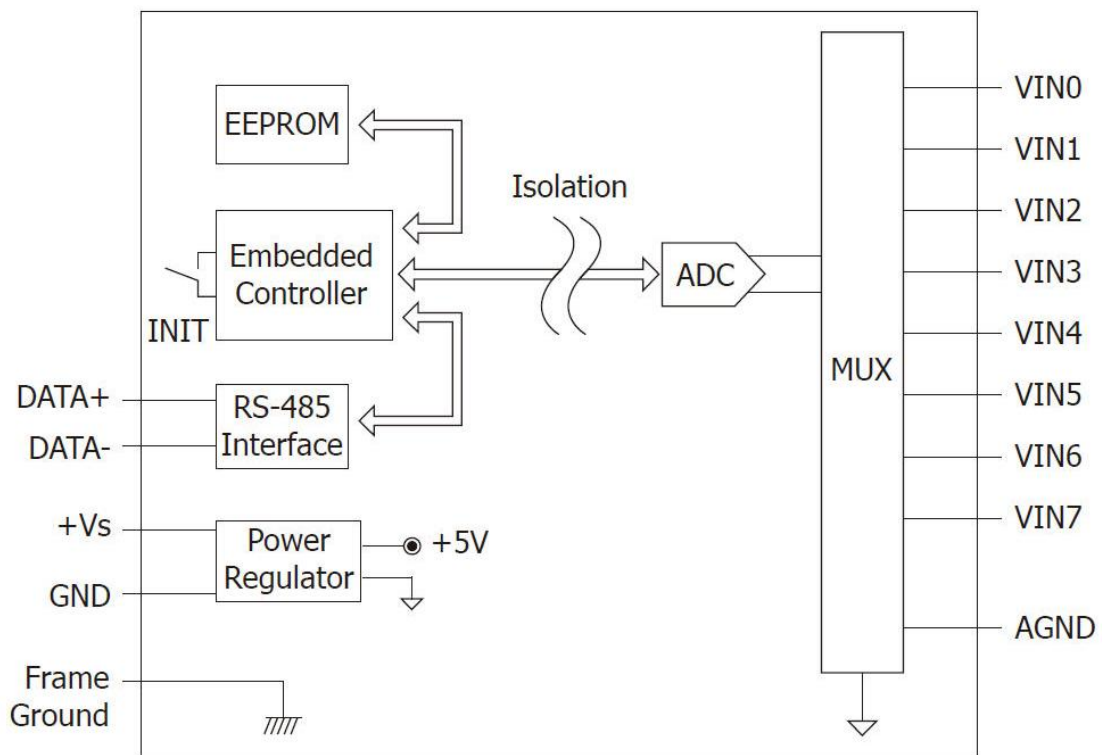 EEPROM
Isolation
Embedded
Controller
INIT
ADC
MUX
DATA+
DATA-
RS-485
Interface
+Vs
GND
Power
Regulator
+5V
Frame
Ground
VIN0
VIN1
VIN2
VIN3
VIN4
VIN5
VIN6
VIN7
AGND